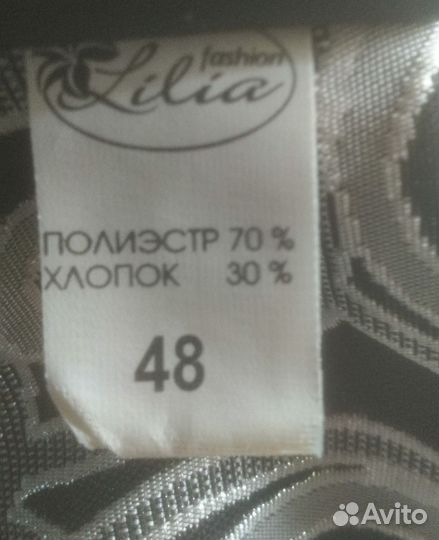 fashion
Lilia
ПОЛИЭСТР 70 %
ХЛОПОК 30 %
48
Avito